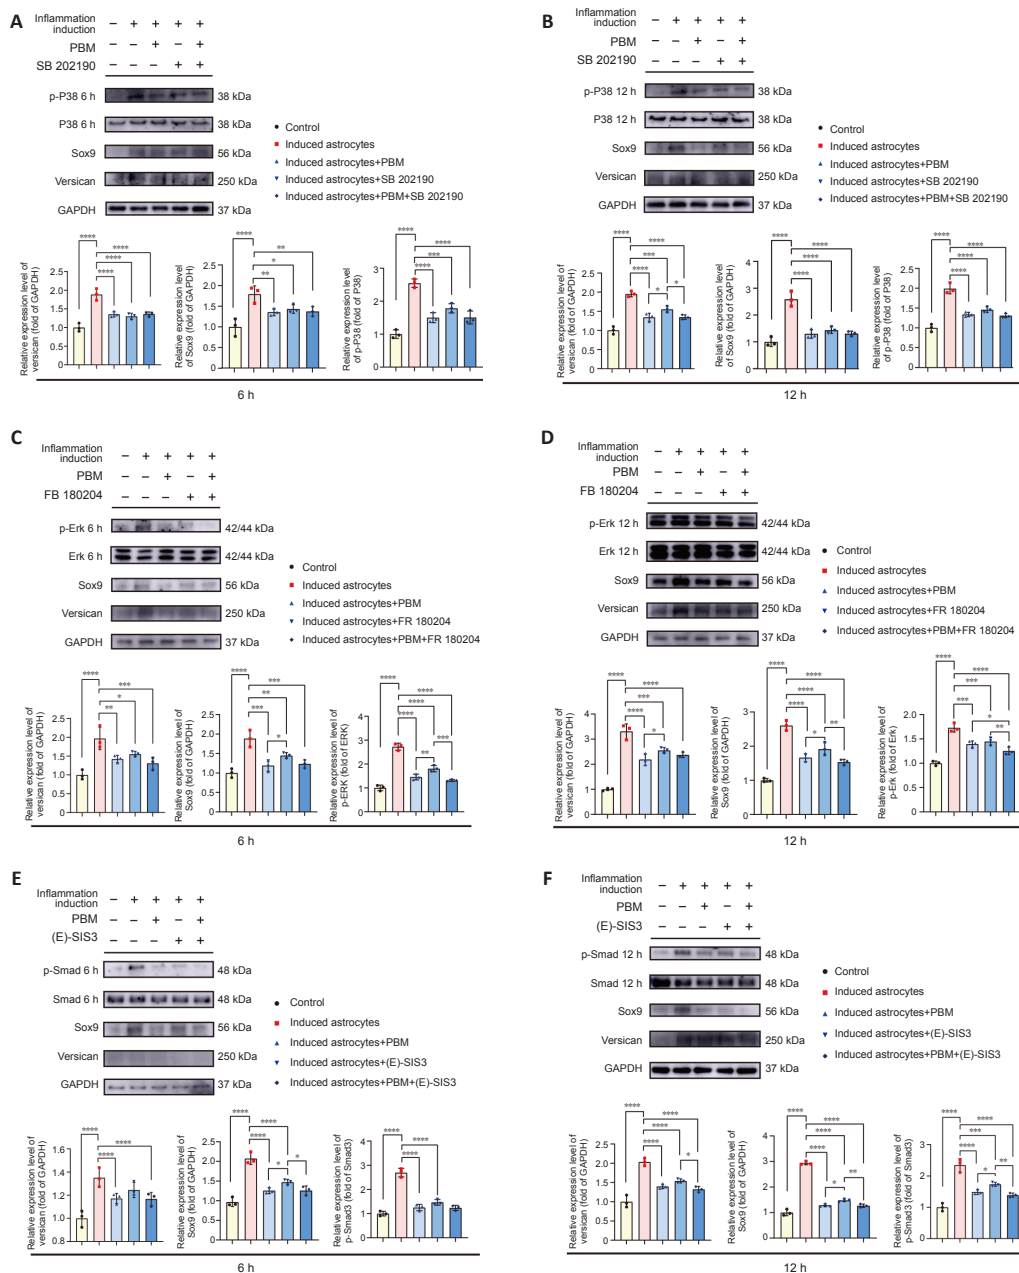 A
Inflammation
induction − + + + +
PBM − − + − +
SB 202190 − − − + +
p-P38 6 h 38 kDa
P38 6 h 38 kDa
Sox9 56 kDa
Versican 250 kDa
GAPDH 37 kDa
Control
Induced astrocytes
Induced astrocytes+PBM
Induced astrocytes+SB 202190
Induced astrocytes+PBM+SB 202190
Relative expression level of
versican (fold of GAPDH)
Relative expression level
of Sox9 (fold of GAPDH)
Relative expression level
of p-P38 (fold of P38)
6 h
B
Inflammation
induction − + + + +
PBM − − + − +
SB 202190 − − − + +
p-P38 12 h 38 kDa
P38 12 h 38 kDa
Sox9 56 kDa
Versican 250 kDa
GAPDH 37 kDa
Control
Induced astrocytes
Induced astrocytes+PBM
Induced astrocytes+SB 202190
Induced astrocytes+PBM+SB 202190
Relative expression level of
versican (fold of GAPDH)
Relative expression level
of Sox9 (fold of GAPDH)
Relative expression level
of p-P38 (fold of P38)
12 h
C
Inflammation
induction − + + + +
PBM − − + − +
FB 180204 − − − + +
p-Erk 6 h 42/44 kDa
Erk 6 h 42/44 kDa
Sox9 56 kDa
Versican 250 kDa
GAPDH 37 kDa
Control
Induced astrocytes
Induced astrocytes+PBM
Induced astrocytes+FR 180204
Induced astrocytes+PBM+FR 180204
Relative expression level of
versican (fold of GAPDH)
Relative expression level of
Sox9 (fold of GAPDH)
Relative expression level of
p-ERK (fold of ERK)
6 h
D
Inflammation
induction − + + + +
PBM − − + − +
FB 180204 − − − + +
p-Erk 12 h 42/44 kDa
Erk 12 h 42/44 kDa
Sox9 56 kDa
Versican 250 kDa
GAPDH 37 kDa
Control
Induced astrocytes
Induced astrocytes+PBM
Induced astrocytes+FR 180204
Induced astrocytes+PBM+FR 180204
Relative expression level of
versican (fold of GAPDH)
Relative expression level of
Sox9 (fold of GAPDH)
Relative expression level of
p-Erk (fold of Erk)
12 h
E
Inflammation
induction − + + + +
PBM − − + − +
(E)-SIS3 − − − + +
p-Smad 6 h 48 kDa
Smad 6 h 48 kDa
Sox9 56 kDa
Versican 250 kDa
GAPDH 37 kDa
Control
Induced astrocytes
Induced astrocytes+PBM
Induced astrocytes+(E)-SIS3
Induced astrocytes+PBM+(E)-SIS3
Relative expression level of
versican (fold of GAPDH)
Relative expression level of
Sox9 (fold of GAPDH)
Relative expression level of
p-Smad3 (fold of Smad3)
6 h
F
Inflammation
induction − + + + +
PBM − − + − +
(E)-SIS3 − − − + +
p-Smad 12 h 48 kDa
Smad 12 h 48 kDa
Sox9 56 kDa
Versican 250 kDa
GAPDH 37 kDa
Control
Induced astrocytes
Induced astrocytes+PBM
Induced astrocytes+(E)-SIS3
Induced astrocytes+PBM+(E)-SIS3
Relative expression level of
versican (fold of GAPDH)
Relative expression level of
Sox9 (fold of GAPDH)
Relative expression level of
p-Smad3 (fold of Smad3)
12 h